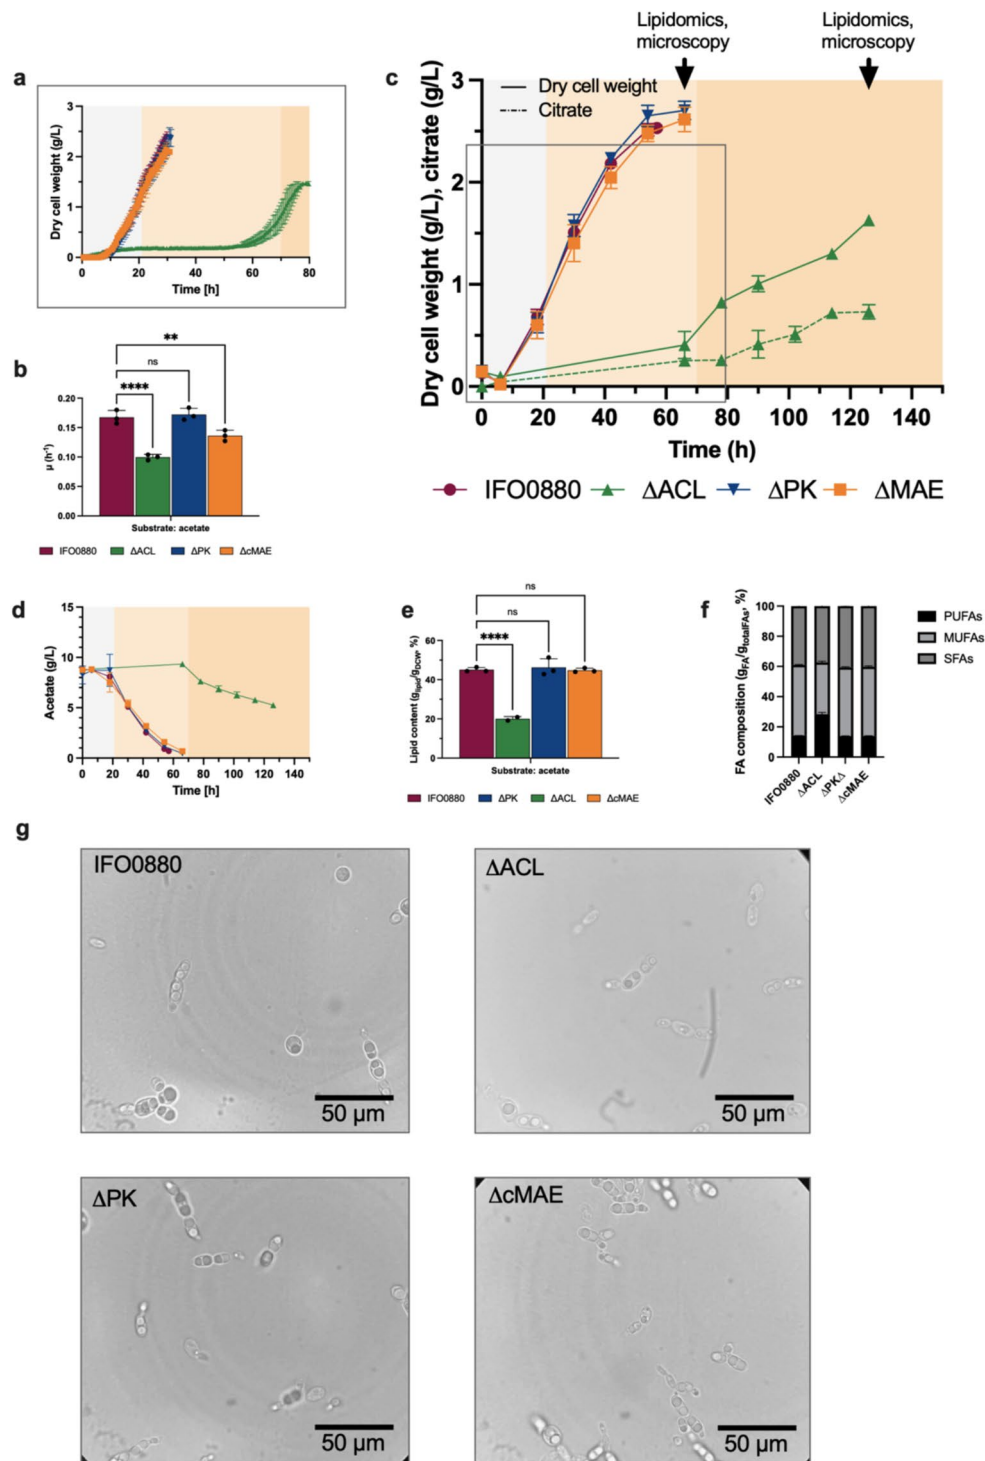 Lipidomics,
microscopy
Lipidomics,
microscopy
a
Dry cell weight (g/L)
3
2
1
0
0
20
40
60
80
Time [h]
b
**
ns
****
μ (h⁻¹)
0.20
0.15
0.10
0.05
0.00
Substrate: acetate
IFO0880
ΔACL
ΔPK
ΔcMAE
c
Dry cell weight (g/L), citrate (g/L)
Dry cell weight
Citrate
3
2
1
0
0
20
40
60
80
100
120
140
Time (h)
IFO0880
ΔACL
ΔPK
ΔMAE
d
Acetate (g/L)
15
10
5
0
0
20
40
60
80
100
120
140
Time [h]
e
ns
ns
****
Lipid content (glipid/gDCW, %)
60
40
20
0
Substrate: acetate
IFO0880
ΔPK
ΔACL
ΔcMAE
f
FA composition (gFA/gtotalFAs, %)
100
80
60
40
20
0
IFO0880
ΔACL
ΔPKΔ
ΔcMAE
PUFAs
MUFAs
SFAs
g
IFO0880
50 μm
ΔACL
50 μm
ΔPK
50 μm
ΔcMAE
50 μm